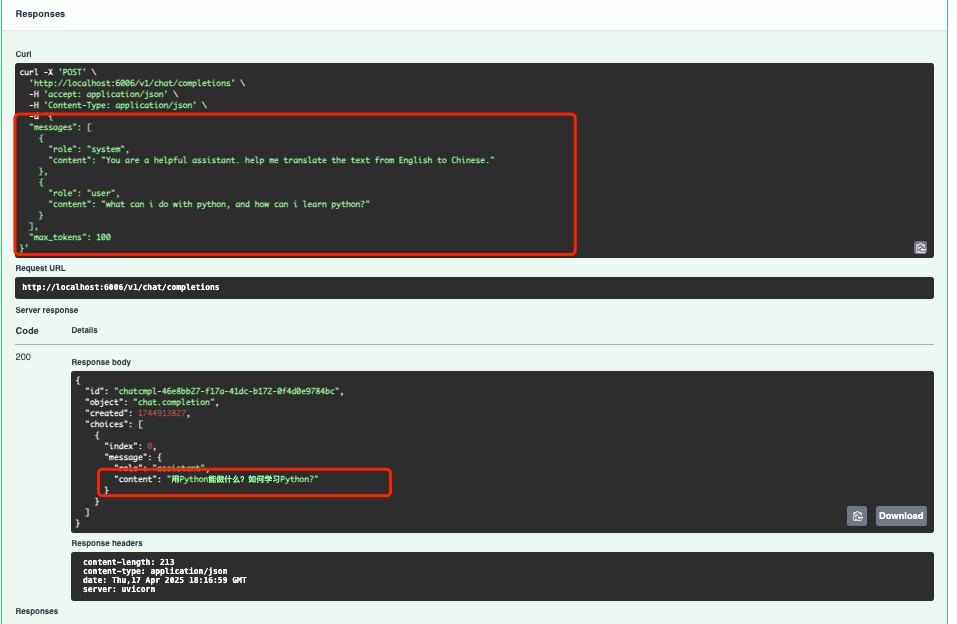 Responses
Curl
curl -X 'POST' \
'http://localhost:6006/v1/chat/completions' \
-H 'accept: application/json' \
-H 'Content-Type: application/json' \
-d '{
"messages": [
{
"role": "system",
"content": "You are a helpful assistant. help me translate the text from English to Chinese."
},
{
"role": "user",
"content": "what can i do with python, and how can i learn python?"
}
],
"max_tokens": 100
}'
Request URL
http://localhost:6006/v1/chat/completions
Server response
Code Details
200
Response body
{
"id": "chatcmpl-46e8bb27-f17a-41dc-b172-0f4d0e9784bc",
"object": "chat.completion",
"created": 1744913827,
"choices": [
{
"index": 0,
"message": {
"role": "assistant",
"content": "用Python能做什么？如何学习Python?"
}
}
]
}
Download
Response headers
content-length: 213
content-type: application/json
date: Thu,17 Apr 2025 18:16:59 GMT
server: uvicorn
Responses